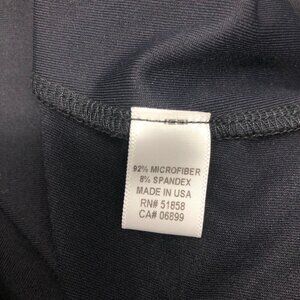 92% MICROFIBER
8% SPANDEX
MADE IN USA
RN# 51858
CA# 06899